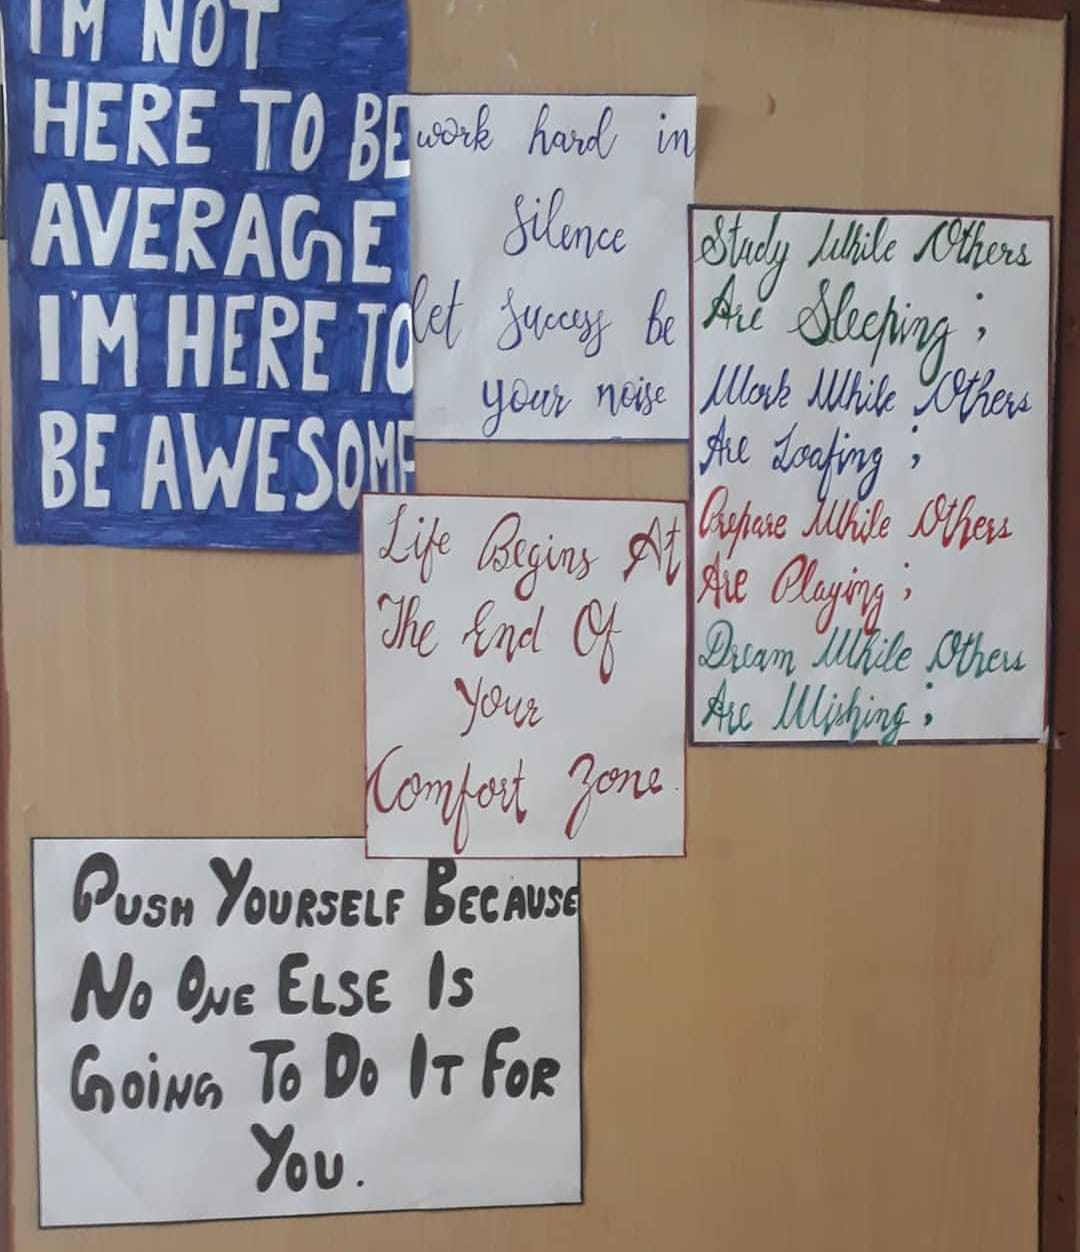 I'M NOT
HERE TO BE
AVERAGE
I'M HERE TO
BE AWESOME
work hard in
silence
let success be
your noise
Study While Others
Are Sleeping ;
Work While Others
Are Loafing ;
Prepare While Others
Are Playing ;
Dream While Others
Are Wishing ;
Life Begins At
The End Of
Your
Comfort Zone.
PUSH YOURSELF BECAUSE
NO ONE ELSE IS
GOING TO DO IT FOR
YOU.